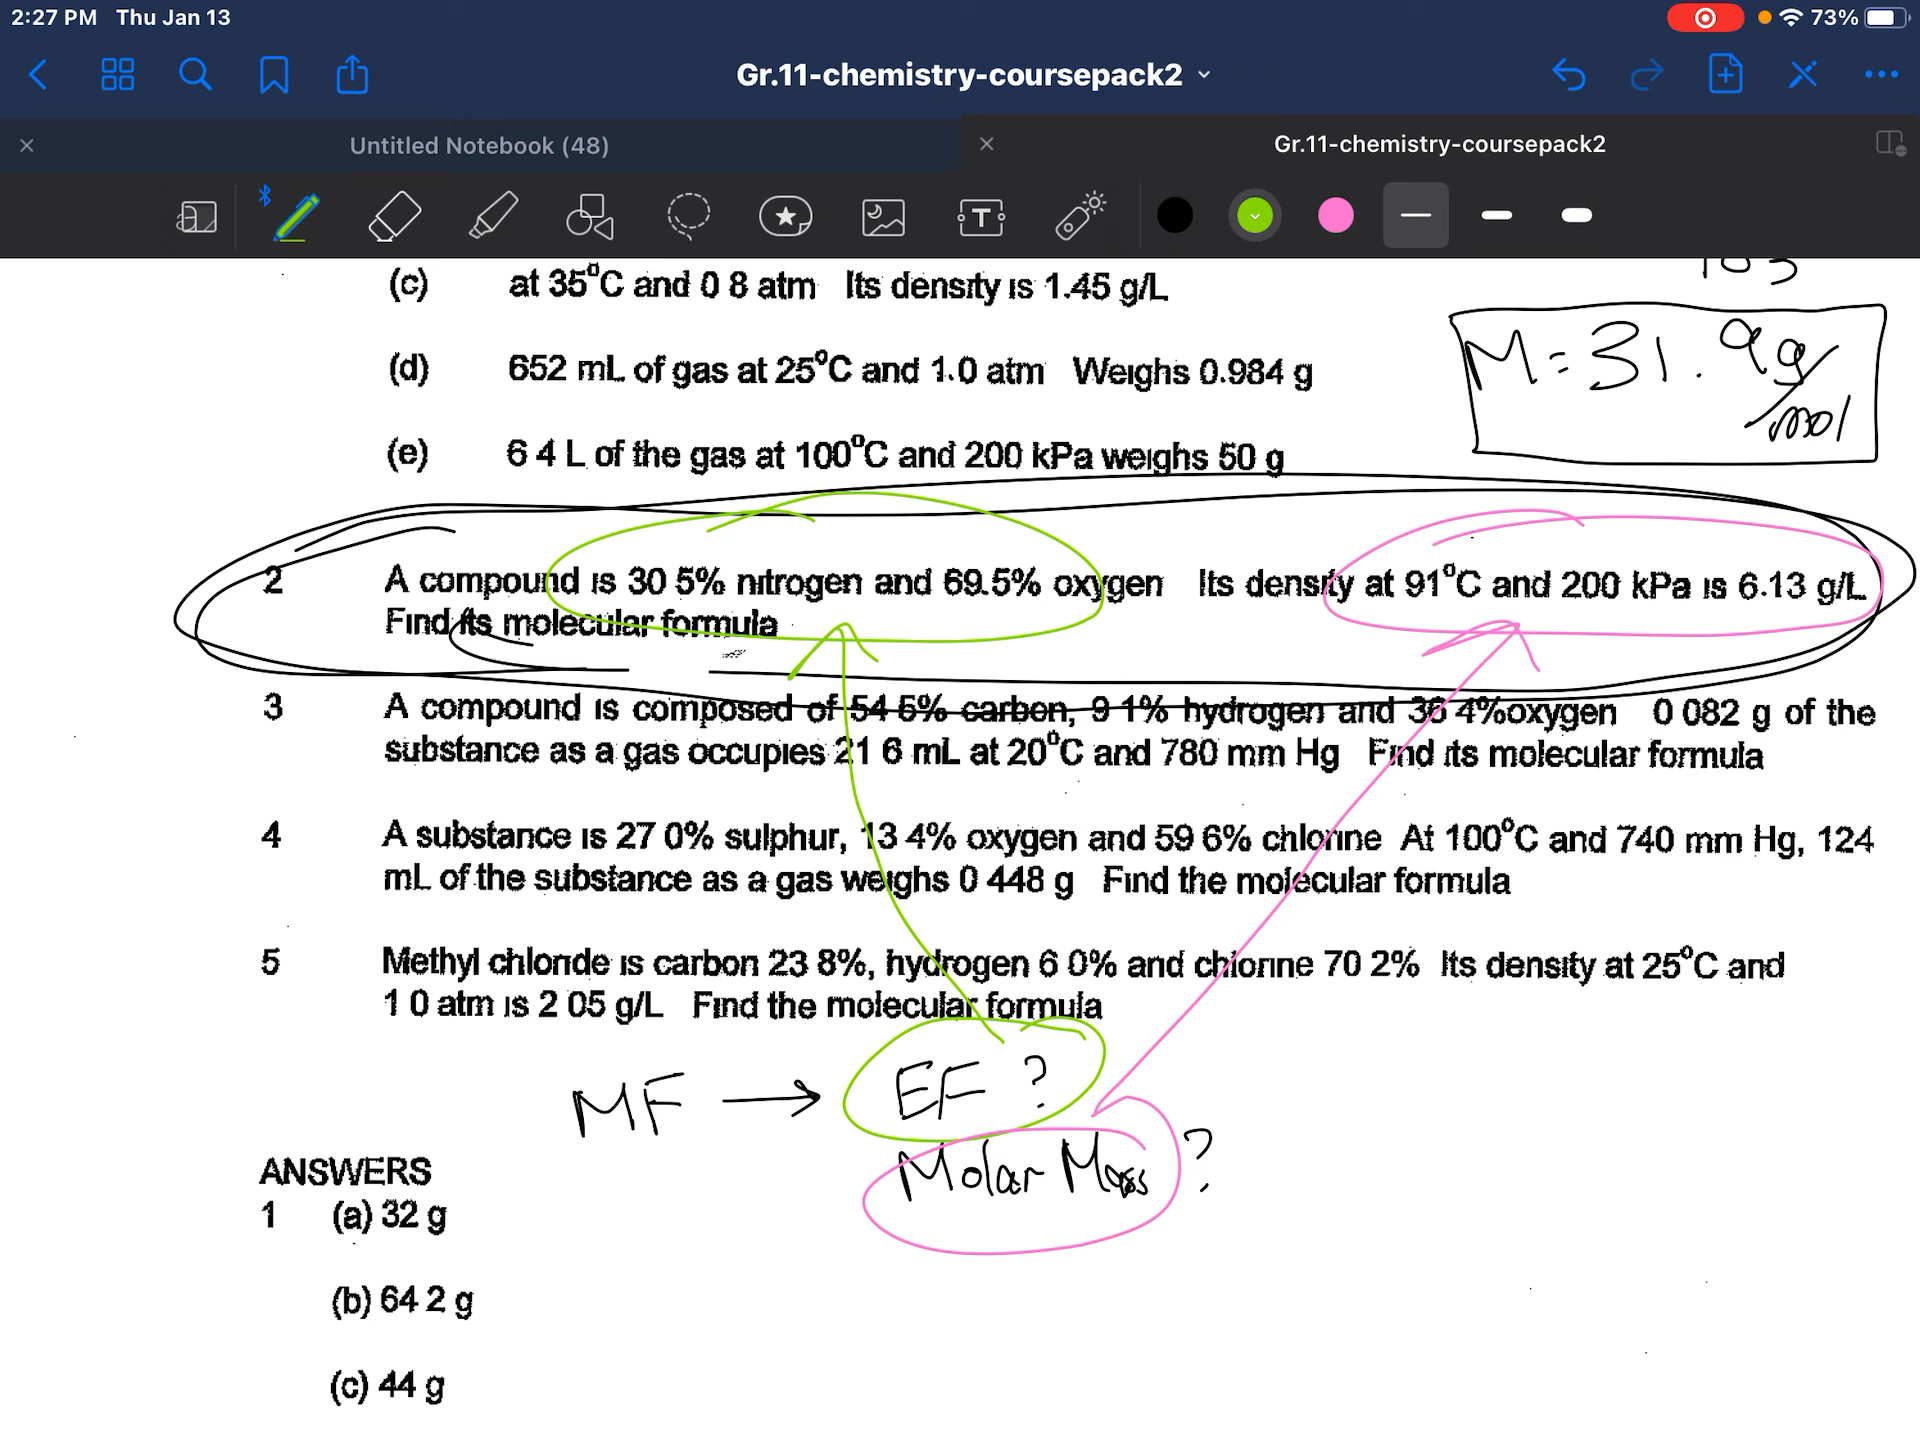 2:27 PM Thu Jan 13
73%
Gr.11-chemistry-coursepack2
Untitled Notebook (48)
Gr.11-chemistry-coursepack2
(c) at 35°C and 0 8 atm Its density is 1.45 g/L
M = 31.9g/mol
(d) 652 mL of gas at 25°C and 1.0 atm Weighs 0.984 g
(e) 6 4 L of the gas at 100°C and 200 kPa weighs 50 g
2 A compound is 30 5% nitrogen and 69.5% oxygen Its density at 91°C and 200 kPa is 6.13 g/L
Find its molecular formula
3 A compound is composed of 54 5% carbon, 9 1% hydrogen and 36 4%oxygen 0 082 g of the
substance as a gas occupies 21 6 mL at 20°C and 780 mm Hg Find its molecular formula
4 A substance is 27 0% sulphur, 13 4% oxygen and 59 6% chlorine At 100°C and 740 mm Hg, 124
mL of the substance as a gas weighs 0 448 g Find the molecular formula
5 Methyl chloride is carbon 23 8%, hydrogen 6 0% and chlorine 70 2% Its density at 25°C and
1 0 atm is 2 05 g/L Find the molecular formula
MF → EF ?
Molar Mass ?
ANSWERS
1 (a) 32 g
(b) 64 2 g
(c) 44 g